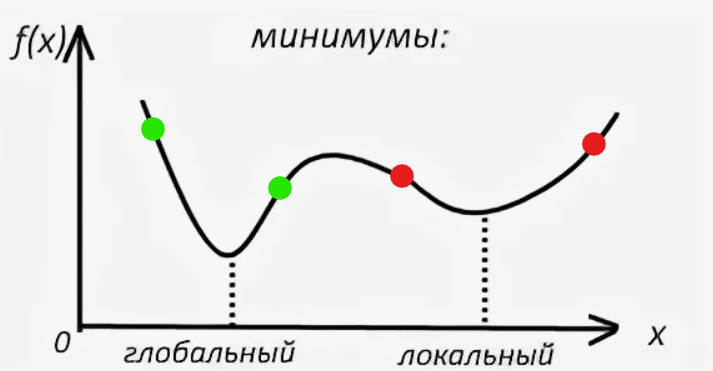 f(x)
минимумы:
0
глобальный
локальный
x